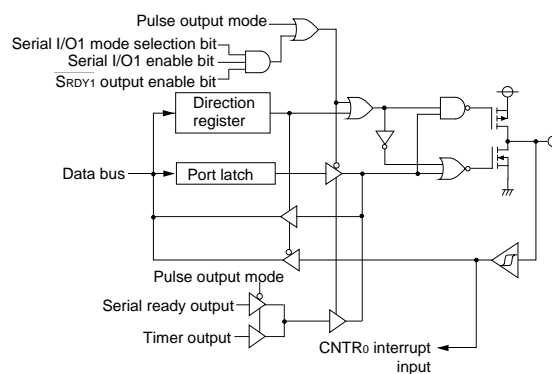 Pulse output mode
Serial I/O1 mode selection bit
Serial I/O1 enable bit
SRDY1 output enable bit
Direction
register
Data bus
Port latch
Pulse output mode
Serial ready output
Timer output
CNTR0 interrupt
input